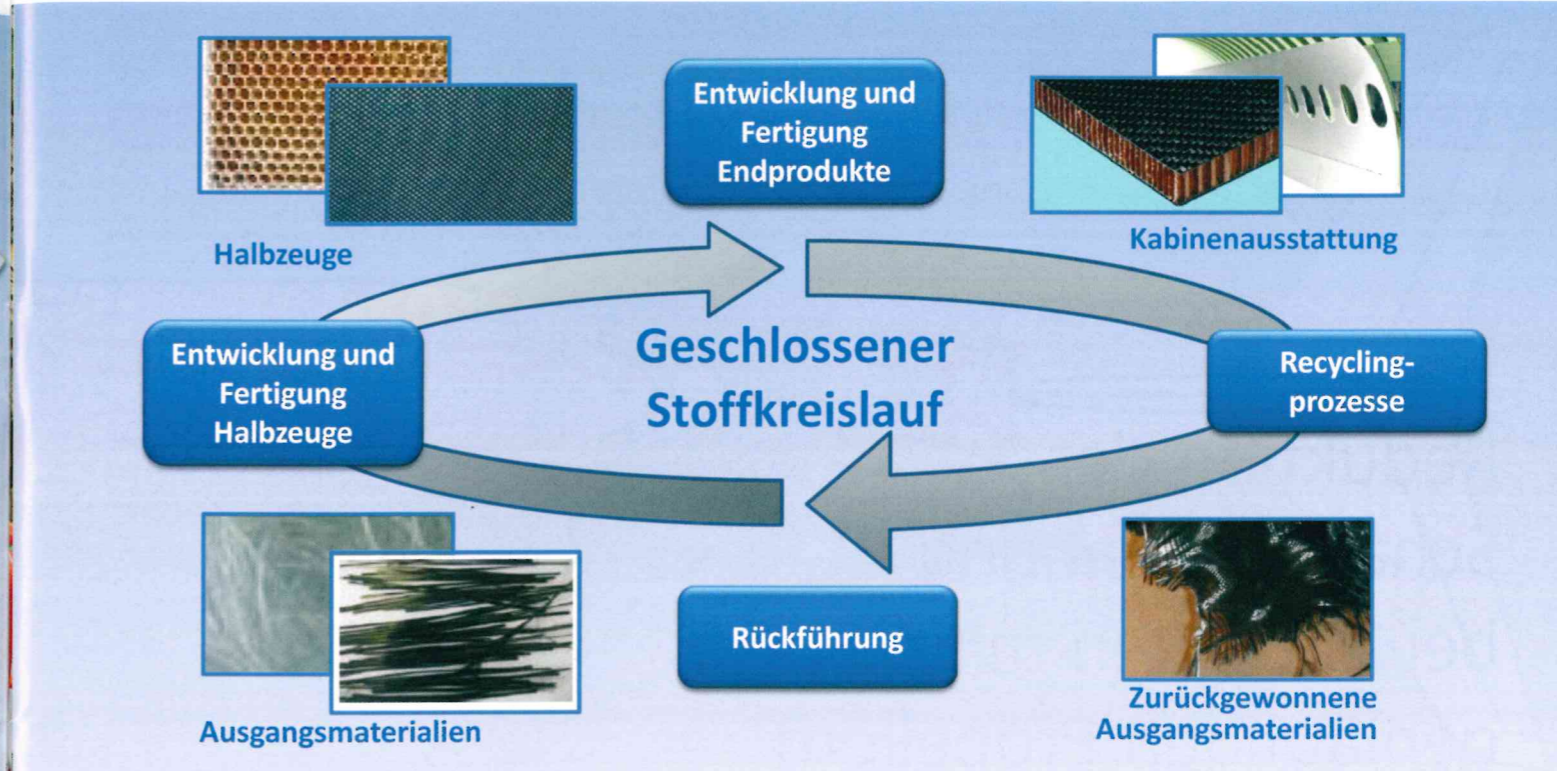 Entwicklung und
Fertigung
Endprodukte
Halbzeuge
Kabinenausstattung
Entwicklung und
Fertigung
Halbzeuge
Geschlossener
Stoffkreislauf
Recycling-
prozesse
Rückführung
Ausgangsmaterialien
Zurückgewonnene
Ausgangsmaterialien